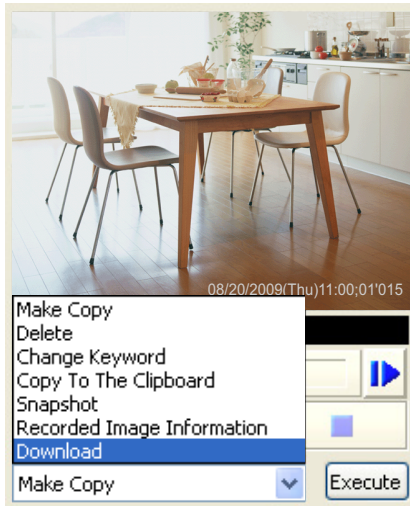 08/20/2009(Thu)11:00;01'015
Make Copy
Delete
Change Keyword
Copy To The Clipboard
Snapshot
Recorded Image Information
Download
Make Copy
Execute